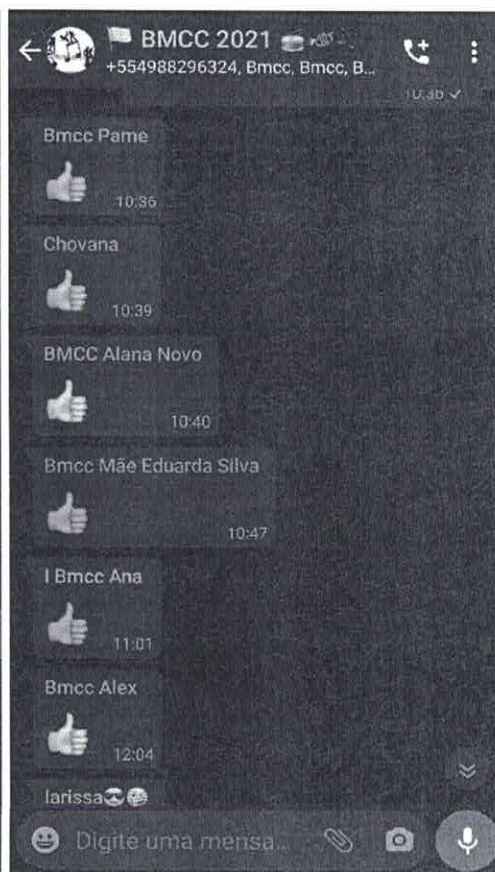 BMCC 2021
+554988296324, Bmcc, Bmcc, B...
10:36
Bmcc Pame
10:36
Chovana
10:39
BMCC Alana Novo
10:40
Bmcc Mãe Eduarda Silva
10:47
I Bmcc Ana
11:01
Bmcc Alex
12:04
larissa
Digite uma mensa...